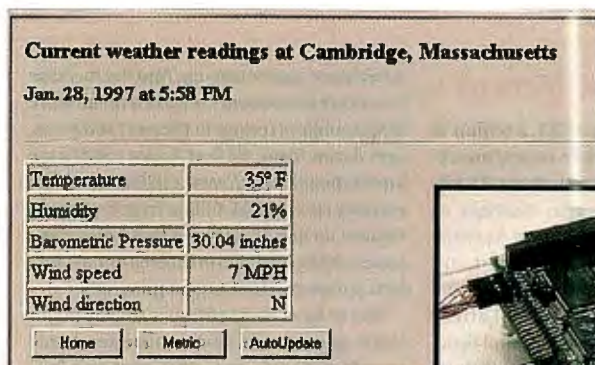 Current weather readings at Cambridge, Massachusetts
Jan. 28, 1997 at 5:58 PM
Temperature 35° F
Humidity 21%
Barometric Pressure 30.04 inches
Wind speed 7 MPH
Wind direction N
Home Metric AutoUpdate